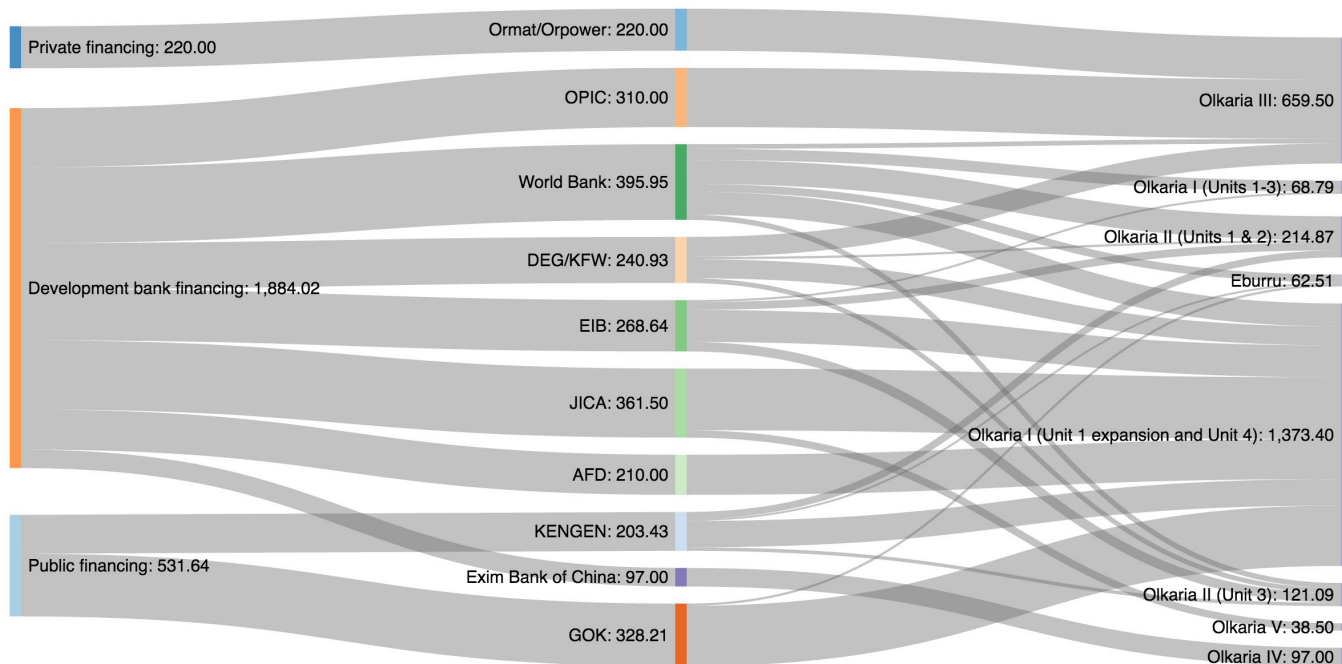 Private financing: 220.00
Development bank financing: 1,884.02
Public financing: 531.64
Ormat/Orpower: 220.00
OPIC: 310.00
World Bank: 395.95
DEG/KFW: 240.93
EIB: 268.64
JICA: 361.50
AFD: 210.00
KENGEN: 203.43
Exim Bank of China: 97.00
GOK: 328.21
Olkaria III: 659.50
Olkaria I (Units 1-3): 68.79
Olkaria II (Units 1 & 2): 214.87
Eburru: 62.51
Olkaria I (Unit 1 expansion and Unit 4): 1,373.40
Olkaria II (Unit 3): 121.09
Olkaria V: 38.50
Olkaria IV: 97.00